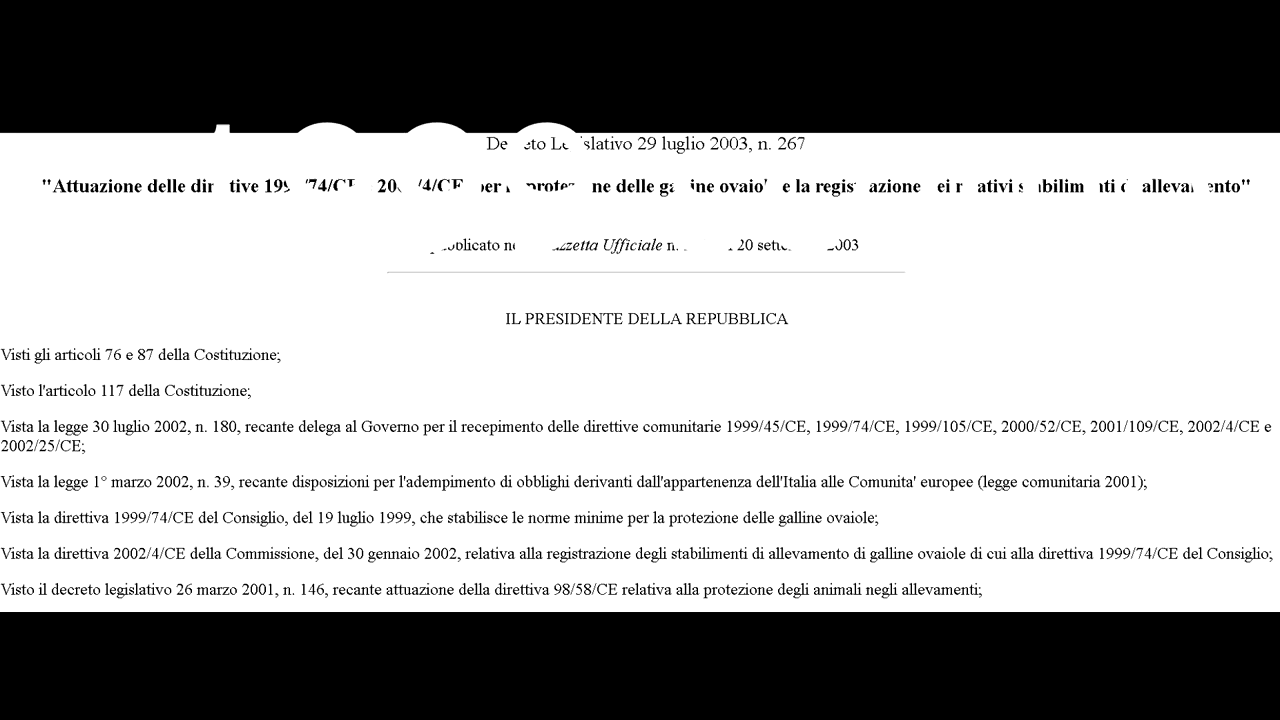 Decreto Legislativo 29 luglio 2003, n. 267
"Attuazione delle direttive 1999/74/CE 2002/4/CE per la protezione delle galline ovaiole e la registrazione dei relativi stabilimenti di allevamento"
pubblicato Gazzetta Ufficiale n. 20 2003
IL PRESIDENTE DELLA REPUBBLICA
Visti gli articoli 76 e 87 della Costituzione;
Visto l'articolo 117 della Costituzione;
Vista la legge 30 luglio 2002, n. 180, recante delega al Governo per il recepimento delle direttive comunitarie 1999/45/CE, 1999/74/CE, 1999/105/CE, 2000/52/CE, 2001/109/CE, 2002/4/CE e
2002/25/CE;
Vista la legge 1° marzo 2002, n. 39, recante disposizioni per l'adempimento di obblighi derivanti dall'appartenenza dell'Italia alle Comunita' europee (legge comunitaria 2001);
Vista la direttiva 1999/74/CE del Consiglio, del 19 luglio 1999, che stabilisce le norme minime per la protezione delle galline ovaiole;
Vista la direttiva 2002/4/CE della Commissione, del 30 gennaio 2002, relativa alla registrazione degli stabilimenti di allevamento di galline ovaiole di cui alla direttiva 1999/74/CE del Consiglio;
Visto il decreto legislativo 26 marzo 2001, n. 146, recante attuazione della direttiva 98/58/CE relativa alla protezione degli animali negli allevamenti;